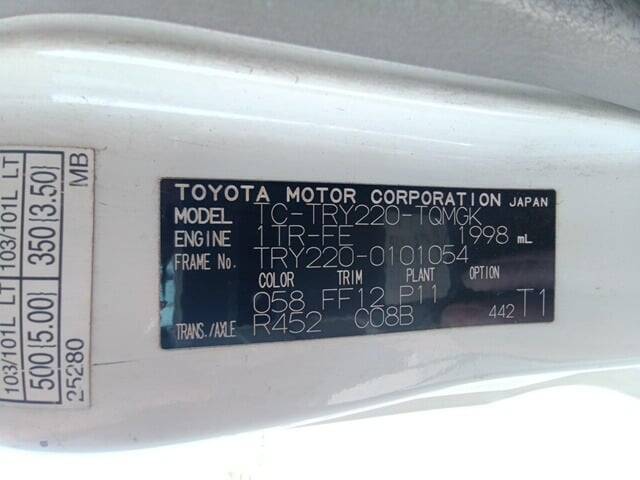 TOYOTA MOTOR CORPORATION JAPAN
MODEL TC-TRY220-TQMGK
ENGINE 1TR-FE 1998 mL
FRAME No. TRY220-0101054
COLOR TRIM PLANT OPTION
058 FF12 P11
TRANS./AXLE R452 C08B 442 T1
103/101L LT 103/101L LT
500[5.00] 350[3.50]
25280 MB